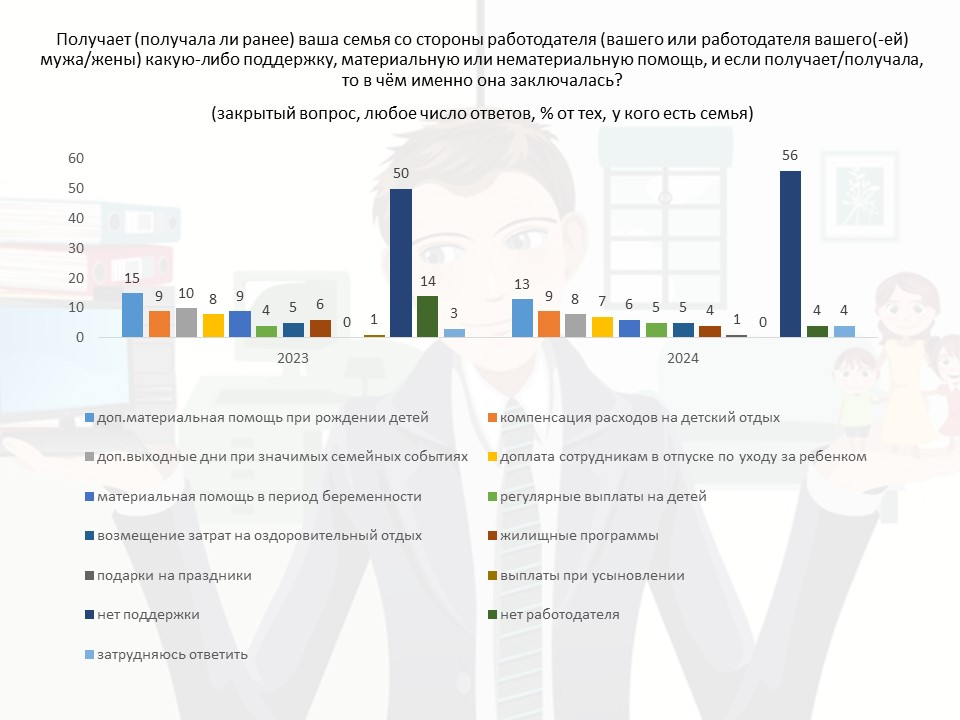 Получает (получала ли ранее) ваша семья со стороны работодателя (вашего или работодателя вашего(-ей)
мужа/жены) какую-либо поддержку, материальную или нематериальную помощь, и если получает/получала,
то в чём именно она заключалась?
(закрытый вопрос, любое число ответов, % от тех, у кого есть семья)
60
50
40
30
20
10
0
15
9
10
8
9
4
5
6
0
1
50
14
3
13
9
8
7
6
5
5
4
1
0
56
4
4
2023
2024
доп.материальная помощь при рождении детей
компенсация расходов на детский отдых
доп.выходные дни при значимых семейных событиях
доплата сотрудникам в отпуске по уходу за ребенком
материальная помощь в период беременности
регулярные выплаты на детей
возмещение затрат на оздоровительный отдых
жилищные программы
подарки на праздники
выплаты при усыновлении
нет поддержки
нет работодателя
затрудняюсь ответить